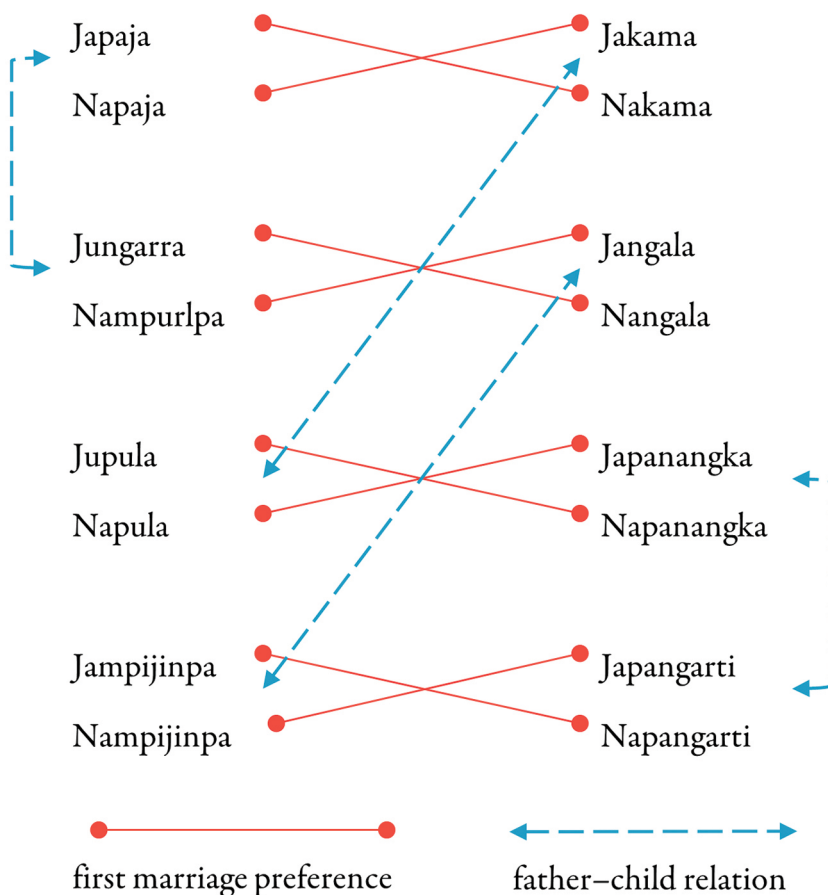 Japaja Jakama
Napaja Nakama
Jungarra Jangala
Nampurlpa Nangala
Jupula Japanangka
Napula Napanangka
Jampijinpa Japangarti
Nampijinpa Napangarti
first marriage preference father–child relation